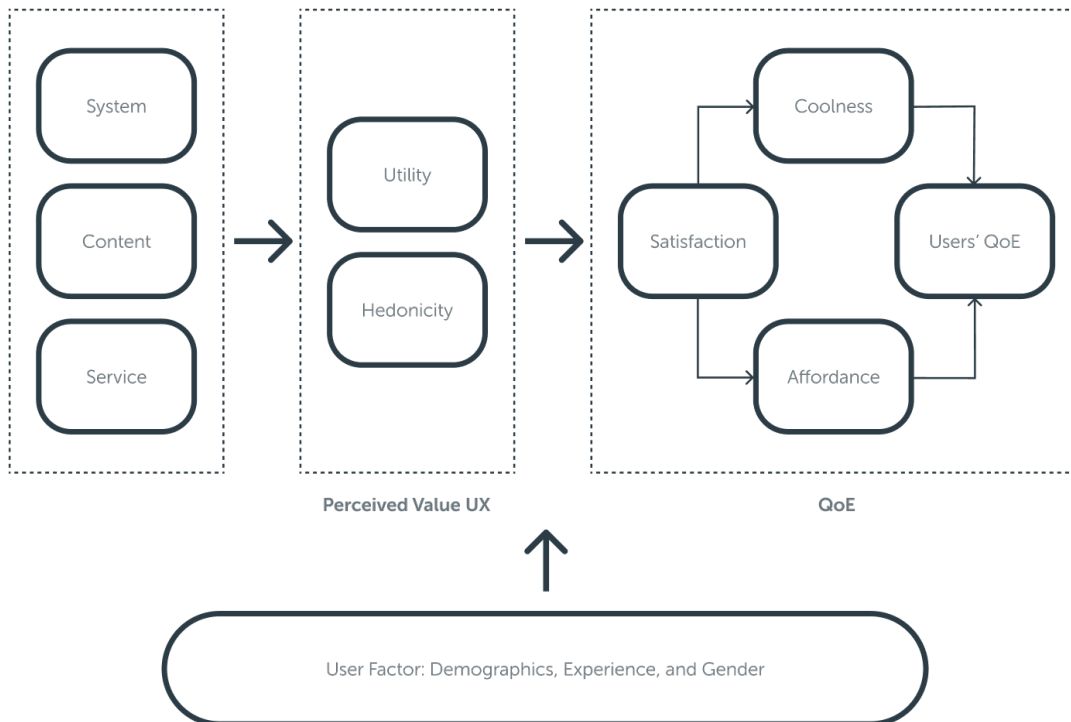 System
Content
Service
Utility
Hedonicity
Perceived Value UX
Coolness
Satisfaction
Users’ QoE
Affordance
QoE
User Factor: Demographics, Experience, and Gender